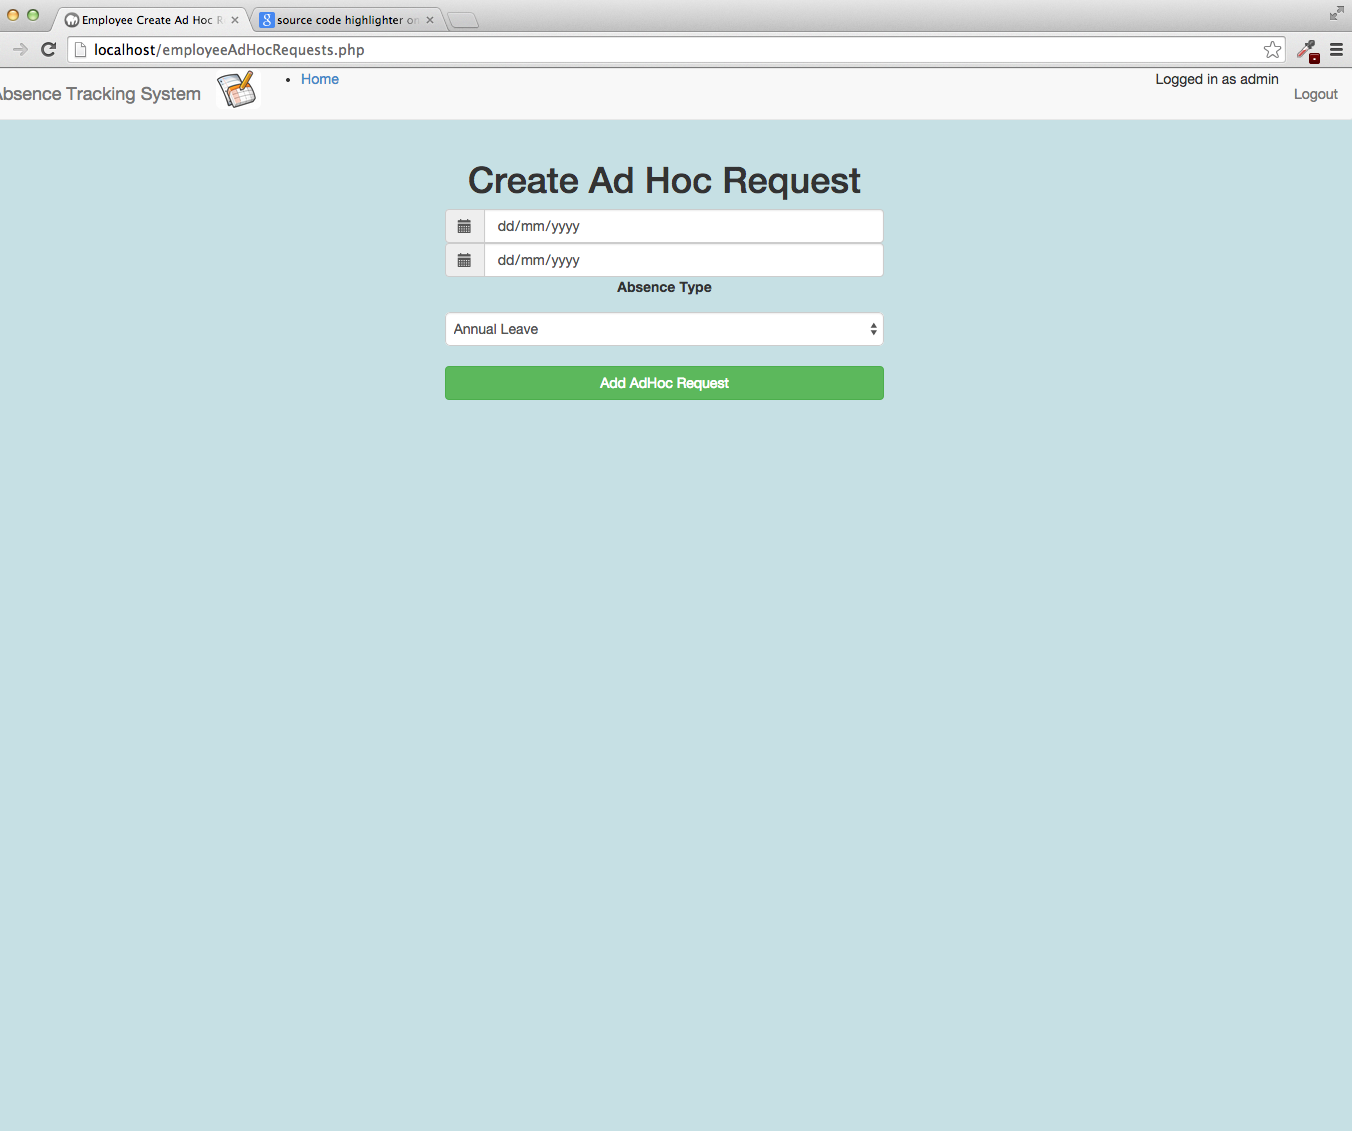 Employee Create Ad Hoc R
source code highlighter on
localhost/employeeAdHocRequests.php
Absence Tracking System
• Home
Logged in as admin
Logout
Create Ad Hoc Request
dd/mm/yyyy
dd/mm/yyyy
Absence Type
Annual Leave
Add AdHoc Request